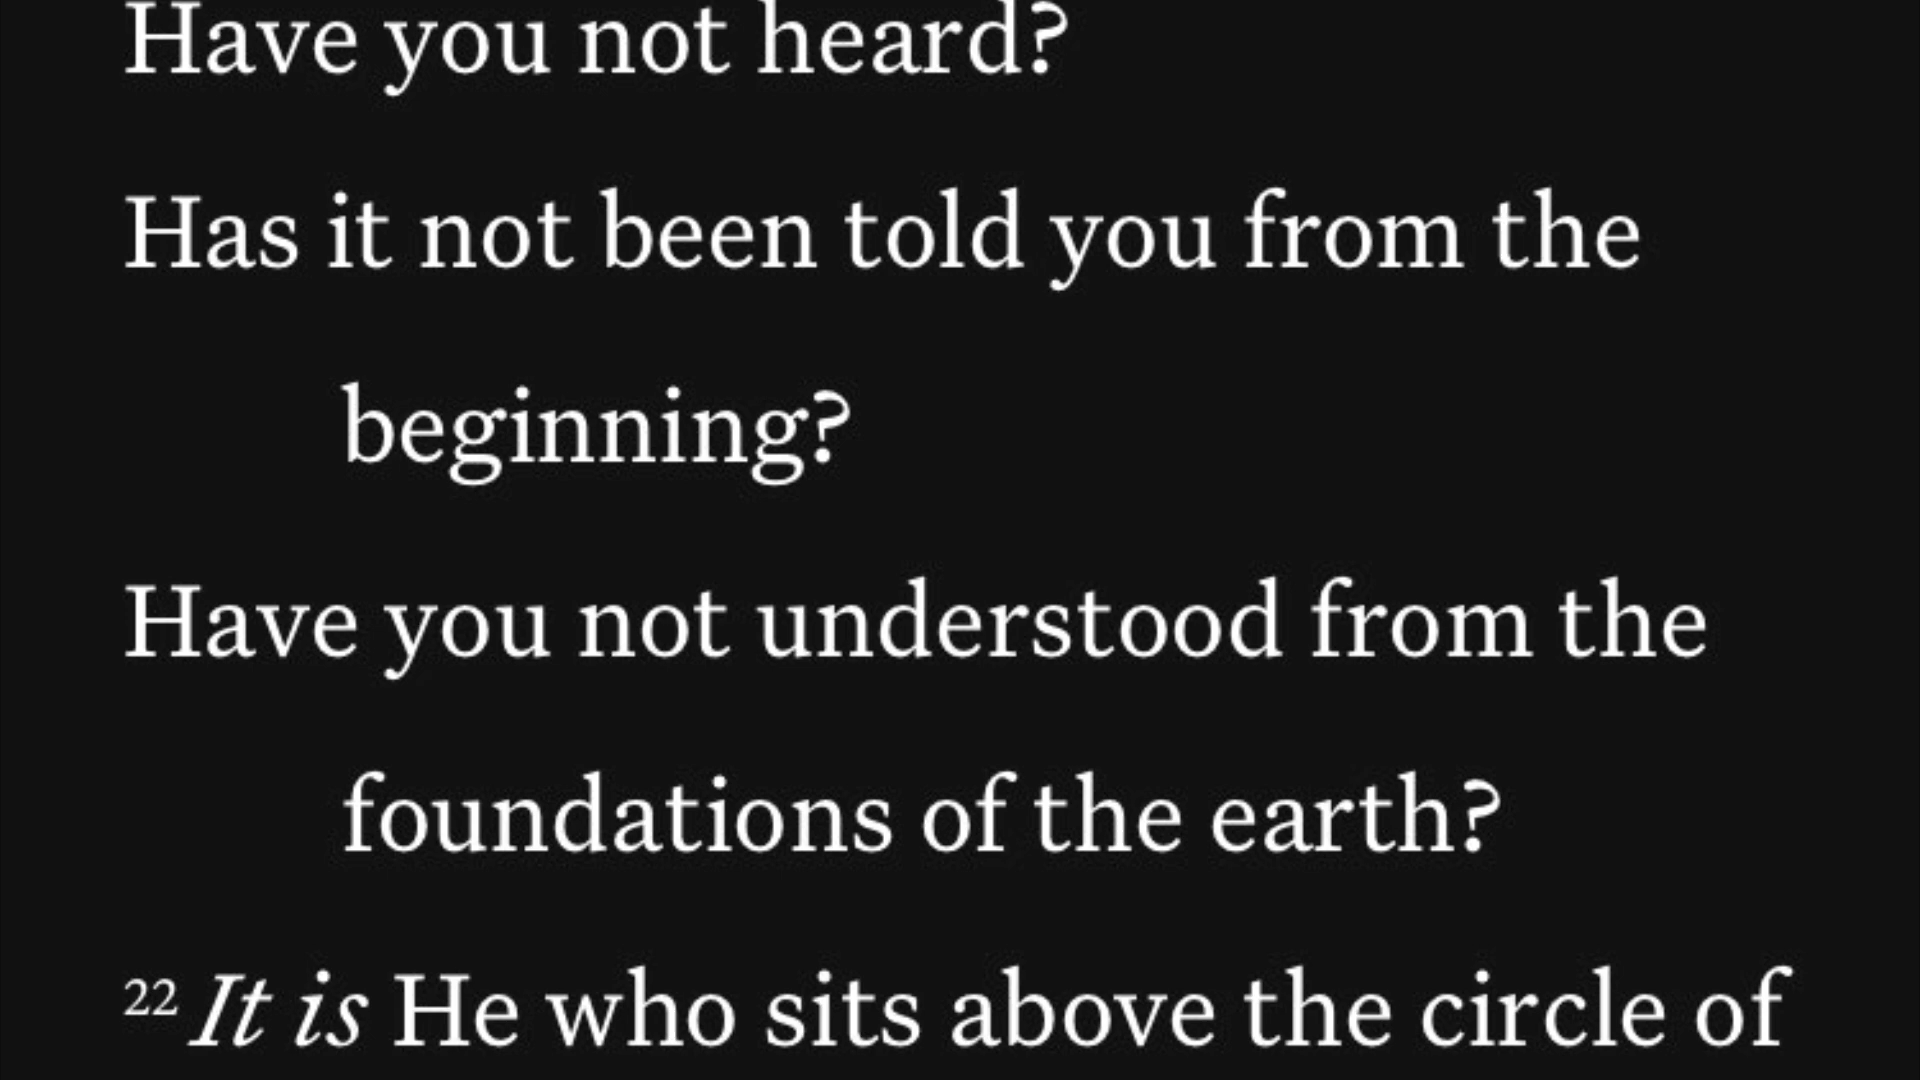 Have you not heard?
Has it not been told you from the
beginning?
Have you not understood from the
foundations of the earth?
22 It is He who sits above the circle of